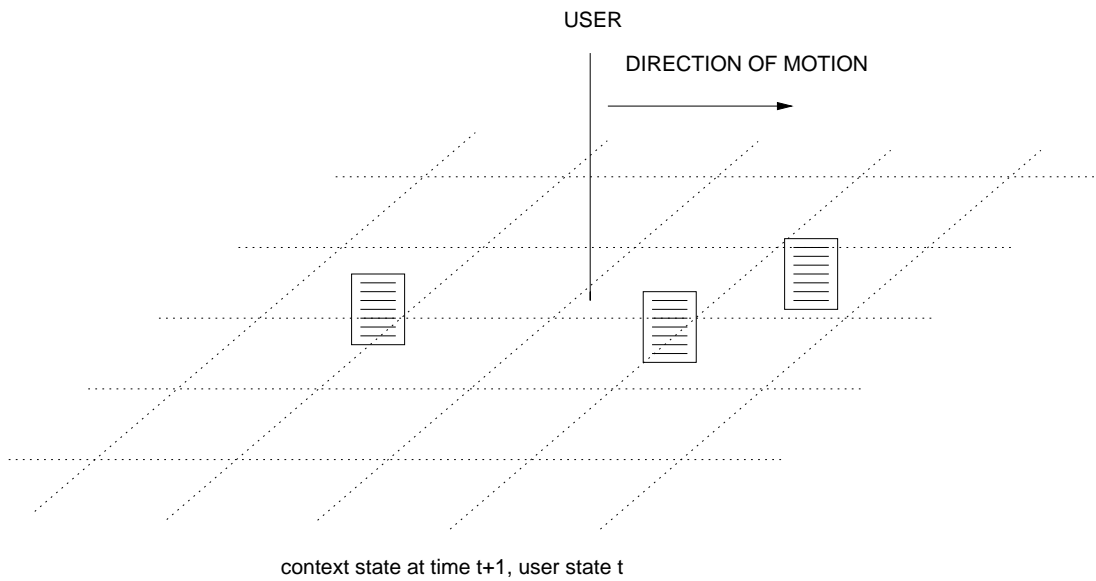 USER
DIRECTION OF MOTION
context state at time t+1, user state t